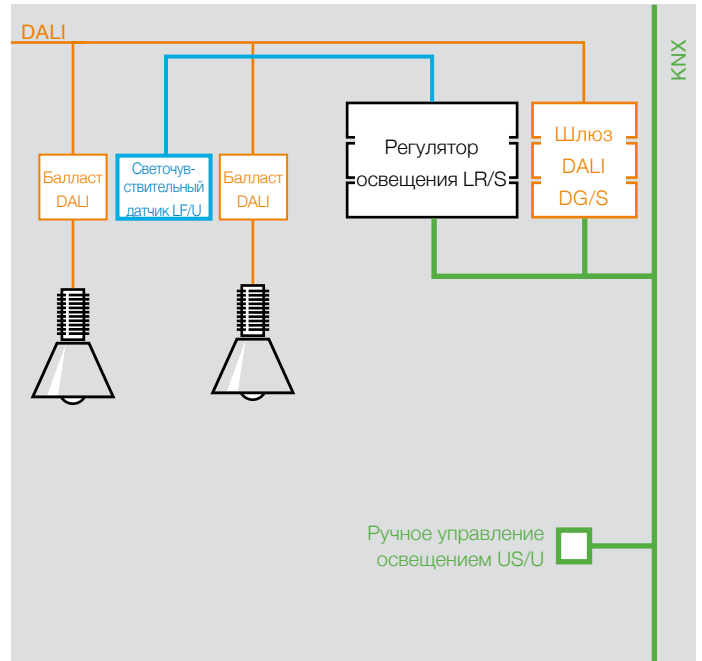 DALI
KNX
Балласт
DALI
Светочув-
ствительный
датчик LF/U
Балласт
DALI
Регулятор
освещения LR/S
Шлюз
DALI
DG/S
Ручное управление
освещением US/U